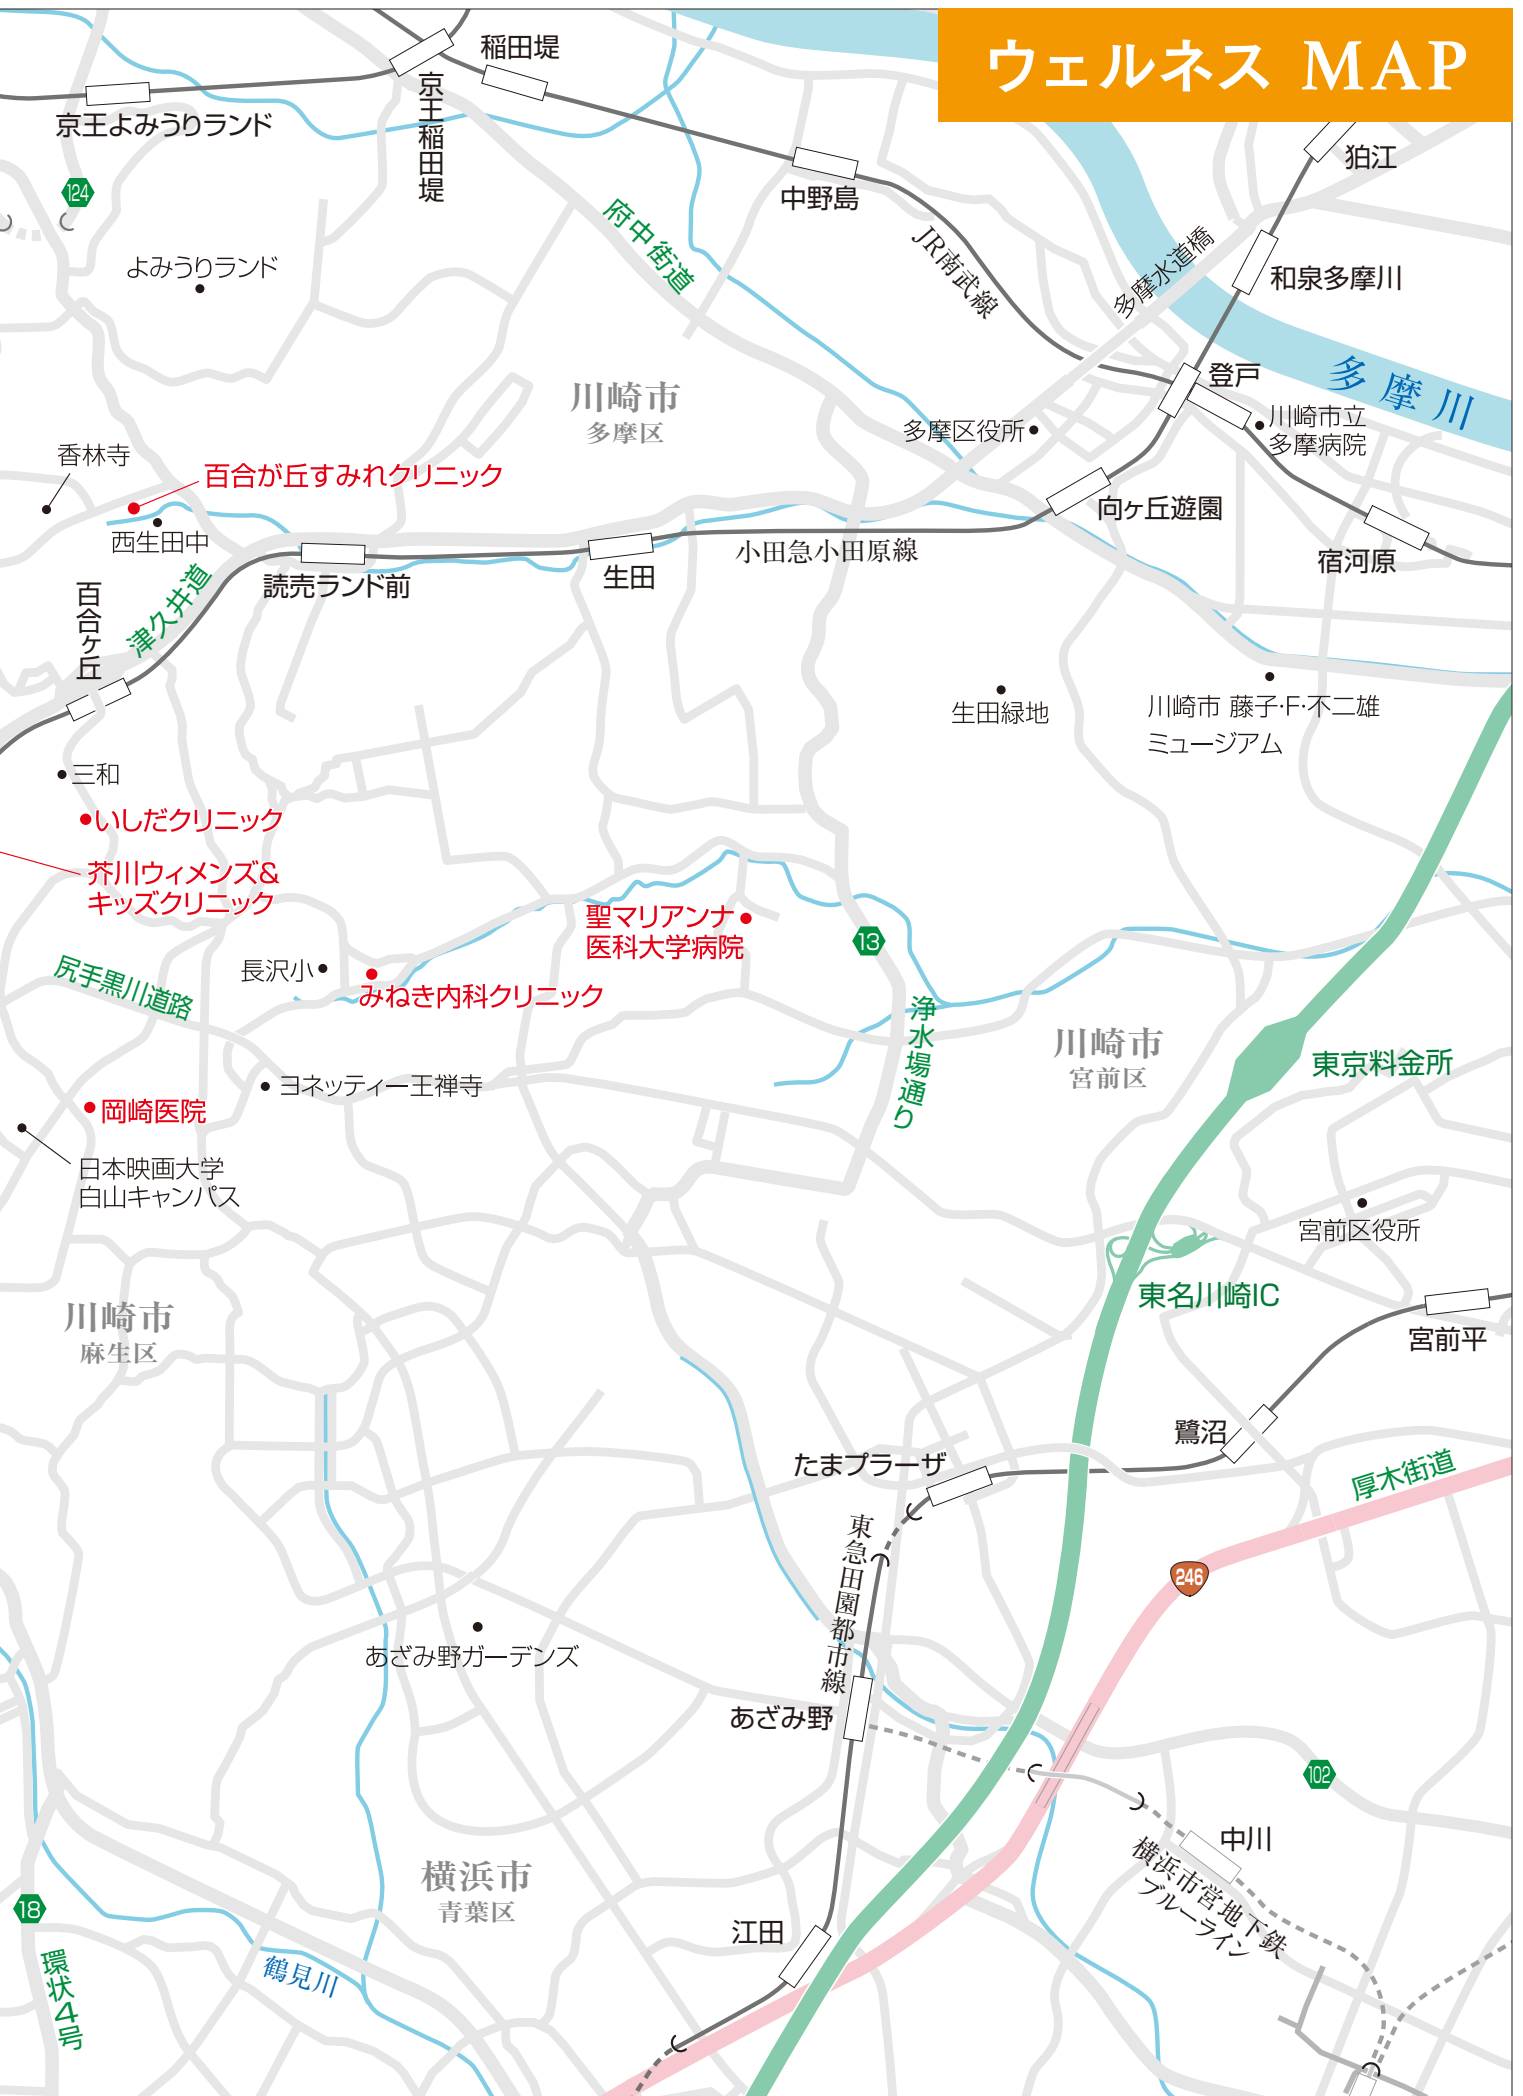 ウェルネス MAP
稲田堤
京王稲田堤
京王よみうりランド
狛江
中野島
124
府中街道
JR南武線
多摩水道橋
よみうりランド
和泉多摩川
多摩川
登戸
川崎市
多摩区
川崎市立
多摩病院
多摩区役所
香林寺
百合が丘すみれクリニック
向ヶ丘遊園
西生田中
小田急小田原線
宿河原
読売ランド前
生田
津久井道
百合ヶ丘
生田緑地
川崎市 藤子・F・不二雄
ミュージアム
三和
いしだクリニック
芥川ウィメンズ&
キッズクリニック
聖マリアンナ
医科大学病院
13
長沢小
みねき内科クリニック
尻手黒川道路
浄水場通り
川崎市
宮前区
東京料金所
ヨネッティー王禅寺
岡崎医院
日本映画大学
白山キャンパス
宮前区役所
東名川崎IC
川崎市
麻生区
宮前平
鷺沼
たまプラーザ
厚木街道
東急田園都市線
246
あざみ野ガーデンズ
あざみ野
102
中川
横浜市営地下鉄
ブルーライン
横浜市
青葉区
18
江田
環状4号
鶴見川